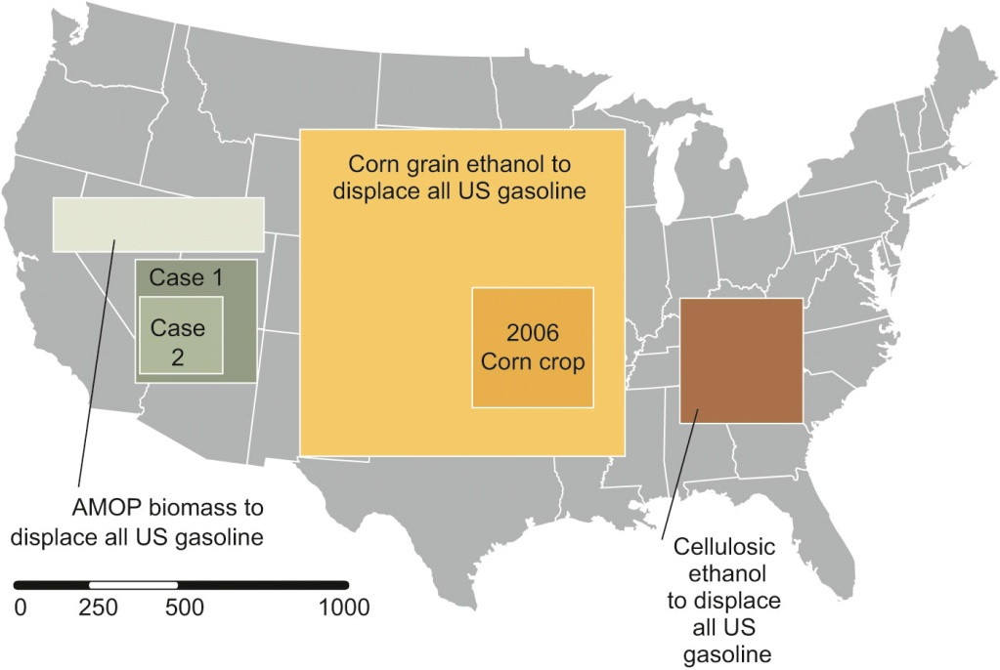 Corn grain ethanol to
displace all US gasoline
Case 1
Case
2
2006
Corn crop
AMOP biomass to
displace all US gasoline
0 250 500 1000
Cellulosic
ethanol
to displace
all US
gasoline